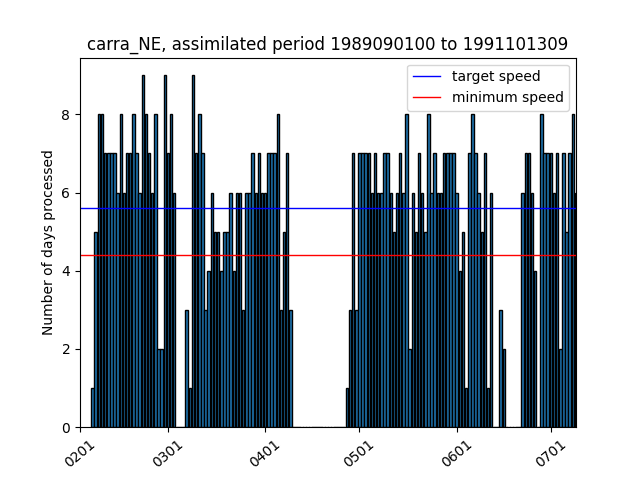 carra_NE, assimilated period 1989090100 to 1991101309
target speed
minimum speed
Number of days processed
8
6
4
2
0
0201
0301
0401
0501
0601
0701